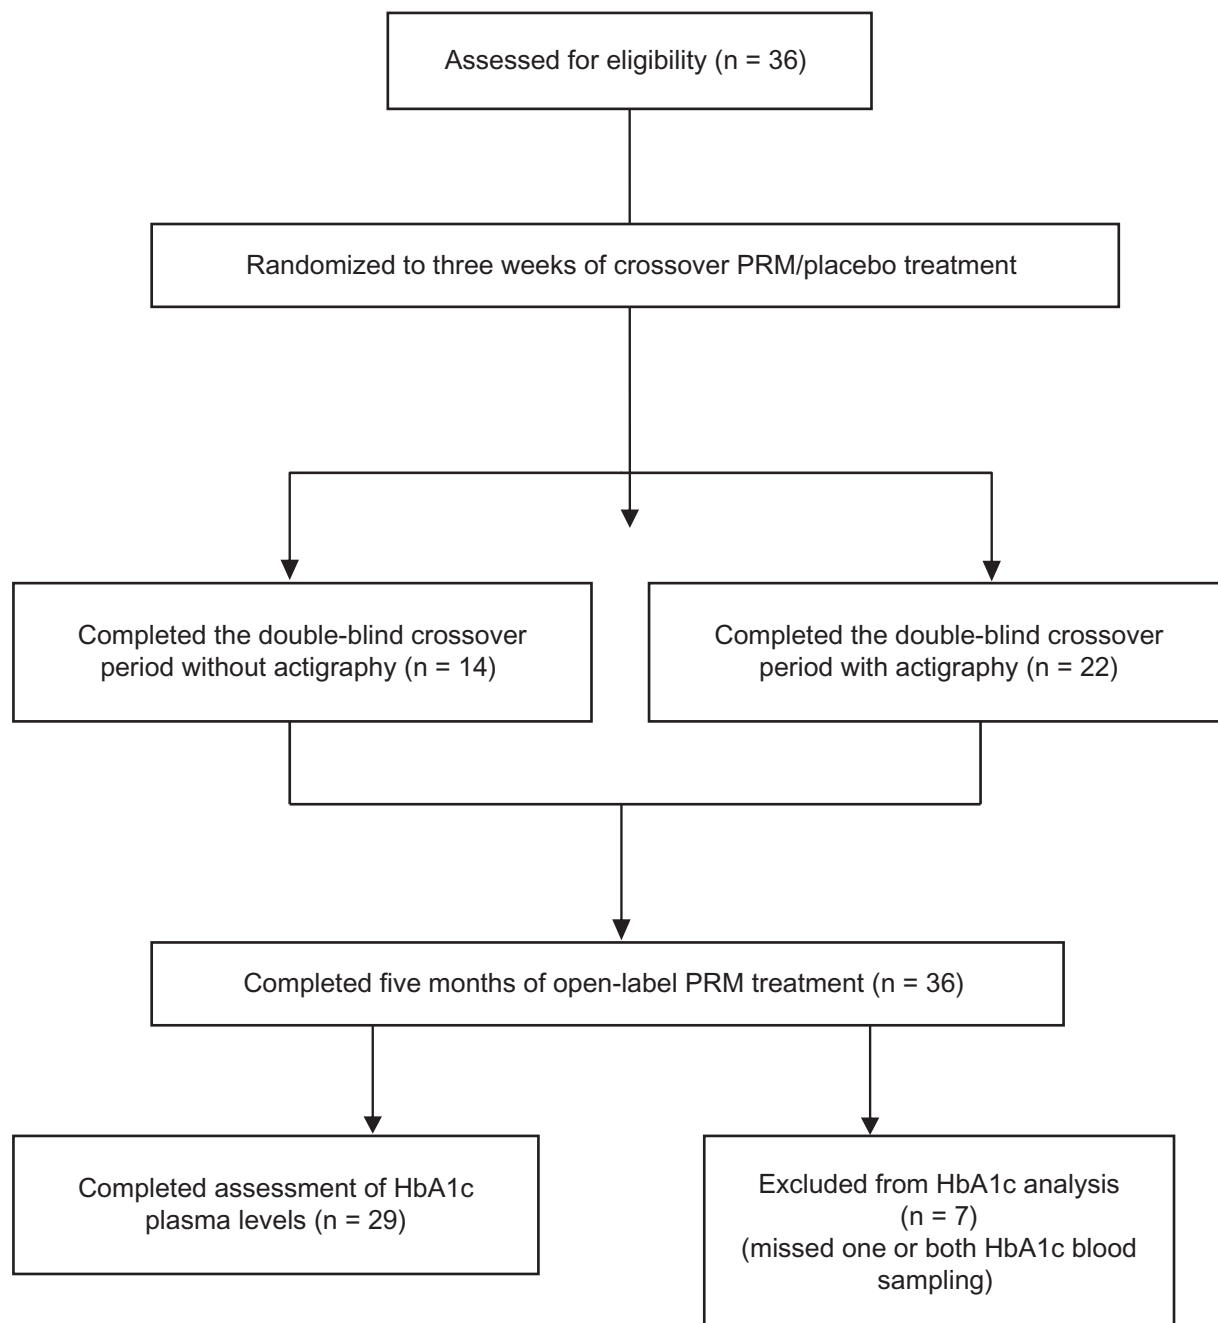 Assessed for eligibility (n = 36)
Randomized to three weeks of crossover PRM/placebo treatment
Completed the double-blind crossover
period without actigraphy (n = 14)
Completed the double-blind crossover
period with actigraphy (n = 22)
Completed five months of open-label PRM treatment (n = 36)
Completed assessment of HbA1c
plasma levels (n = 29)
Excluded from HbA1c analysis
(n = 7)
(missed one or both HbA1c blood
sampling)